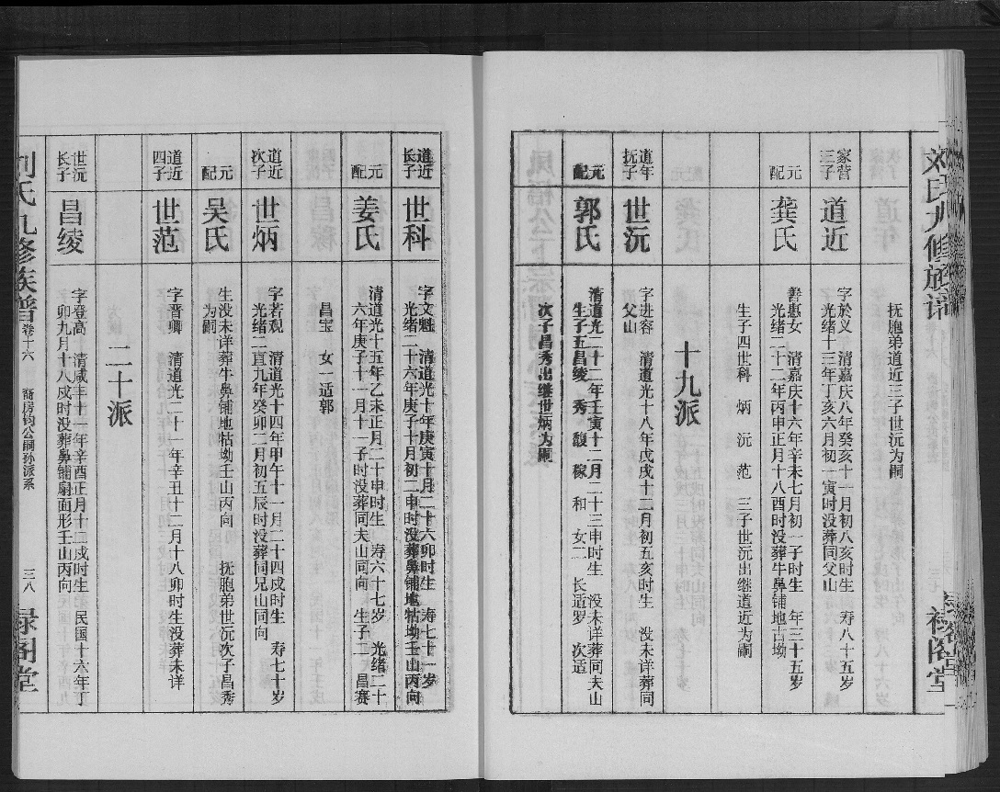 刘氏九修族谱
禄阁堂
抚胞弟道近三子世沅为嗣
家营
三子
道近
字於义 清嘉庆八年癸亥十一月初八亥时生 寿八十五岁
光绪十三年丁亥六月初一寅时没葬同父山
元
配
龚氏
善惠女 清嘉庆十六年辛未七月初一子时生 年三十五岁
光绪二十二年丙申正月十八酉时没葬牛鼻铺地古坳
生子四世科 炳 沅 范 三子世沅出继道近为嗣
十九派
道年
抚子
世沅
字进容 清道光十八年戊戌十二月初五亥时生 没未详葬同
父山
元
配
郭氏
清道光二十二年壬寅十二月二十三申时生 没未详葬同夫山
生子五昌绫 秀 馥 稼 和 女二 长适罗 次适
次子昌秀出继世炳为嗣
道近
长子
世科
字文魁 清道光十年庚寅十月二十六卯时生 寿七十一岁
光绪二十六年庚子十月初二申时没葬鼻铺地牯坳壬山丙向
元
配
姜氏
清道光十五年乙未正月二十申时生 寿六十七岁 光绪二十
六年庚子十一月十一子时没葬同夫山同向 生子二 昌赛
昌宝 女一适郭
道近
次子
世炳
字著观 清道光十四年甲午十一月二十四戍时生 寿七十岁
光绪二直九年癸卯二月初五辰时没葬同兄山同向
元
配
吴氏
生没未详葬牛鼻铺地牯坳壬山丙向 抚胞弟世沅次子昌秀
为嗣
道近
四子
世范
字晋卿 清道光二十一年辛丑十二月十八卯时生没葬未详
二十派
世沅
长子
昌绫
字登高 清咸丰十一年辛酉正月十二戍时生 民国十六年丁
卯九月十八戍时没葬鼻铺扇面形壬山丙向
刘氏九修族谱
卷十六
裔房钧公嗣孙派系
三八
禄阁堂